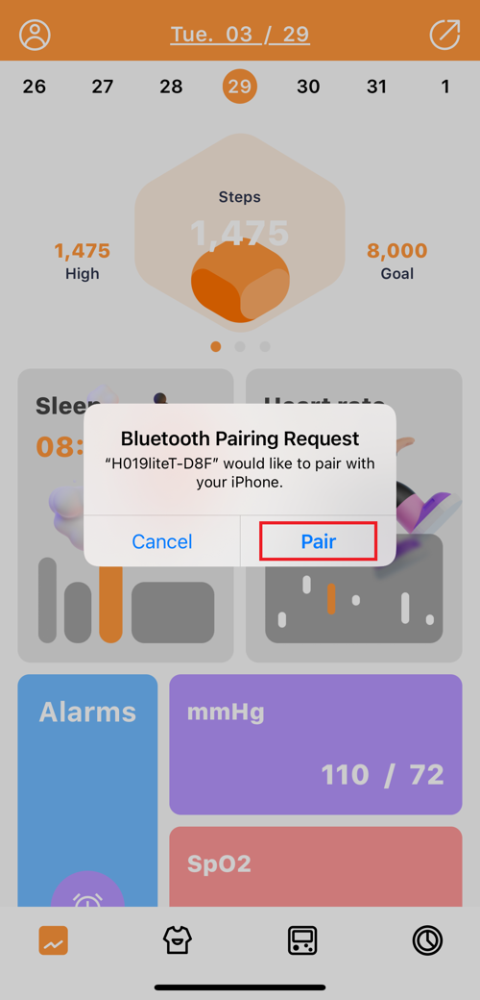 Tue. 03 / 29
26 27 28 29 30 31 1
Steps
1,475
1,475
High
8,000
Goal
Sleep
Heart rate
08:
Bluetooth Pairing Request
“H019liteT-D8F” would like to pair with
your iPhone.
Cancel
Pair
Alarms
mmHg
110 / 72
SpO2